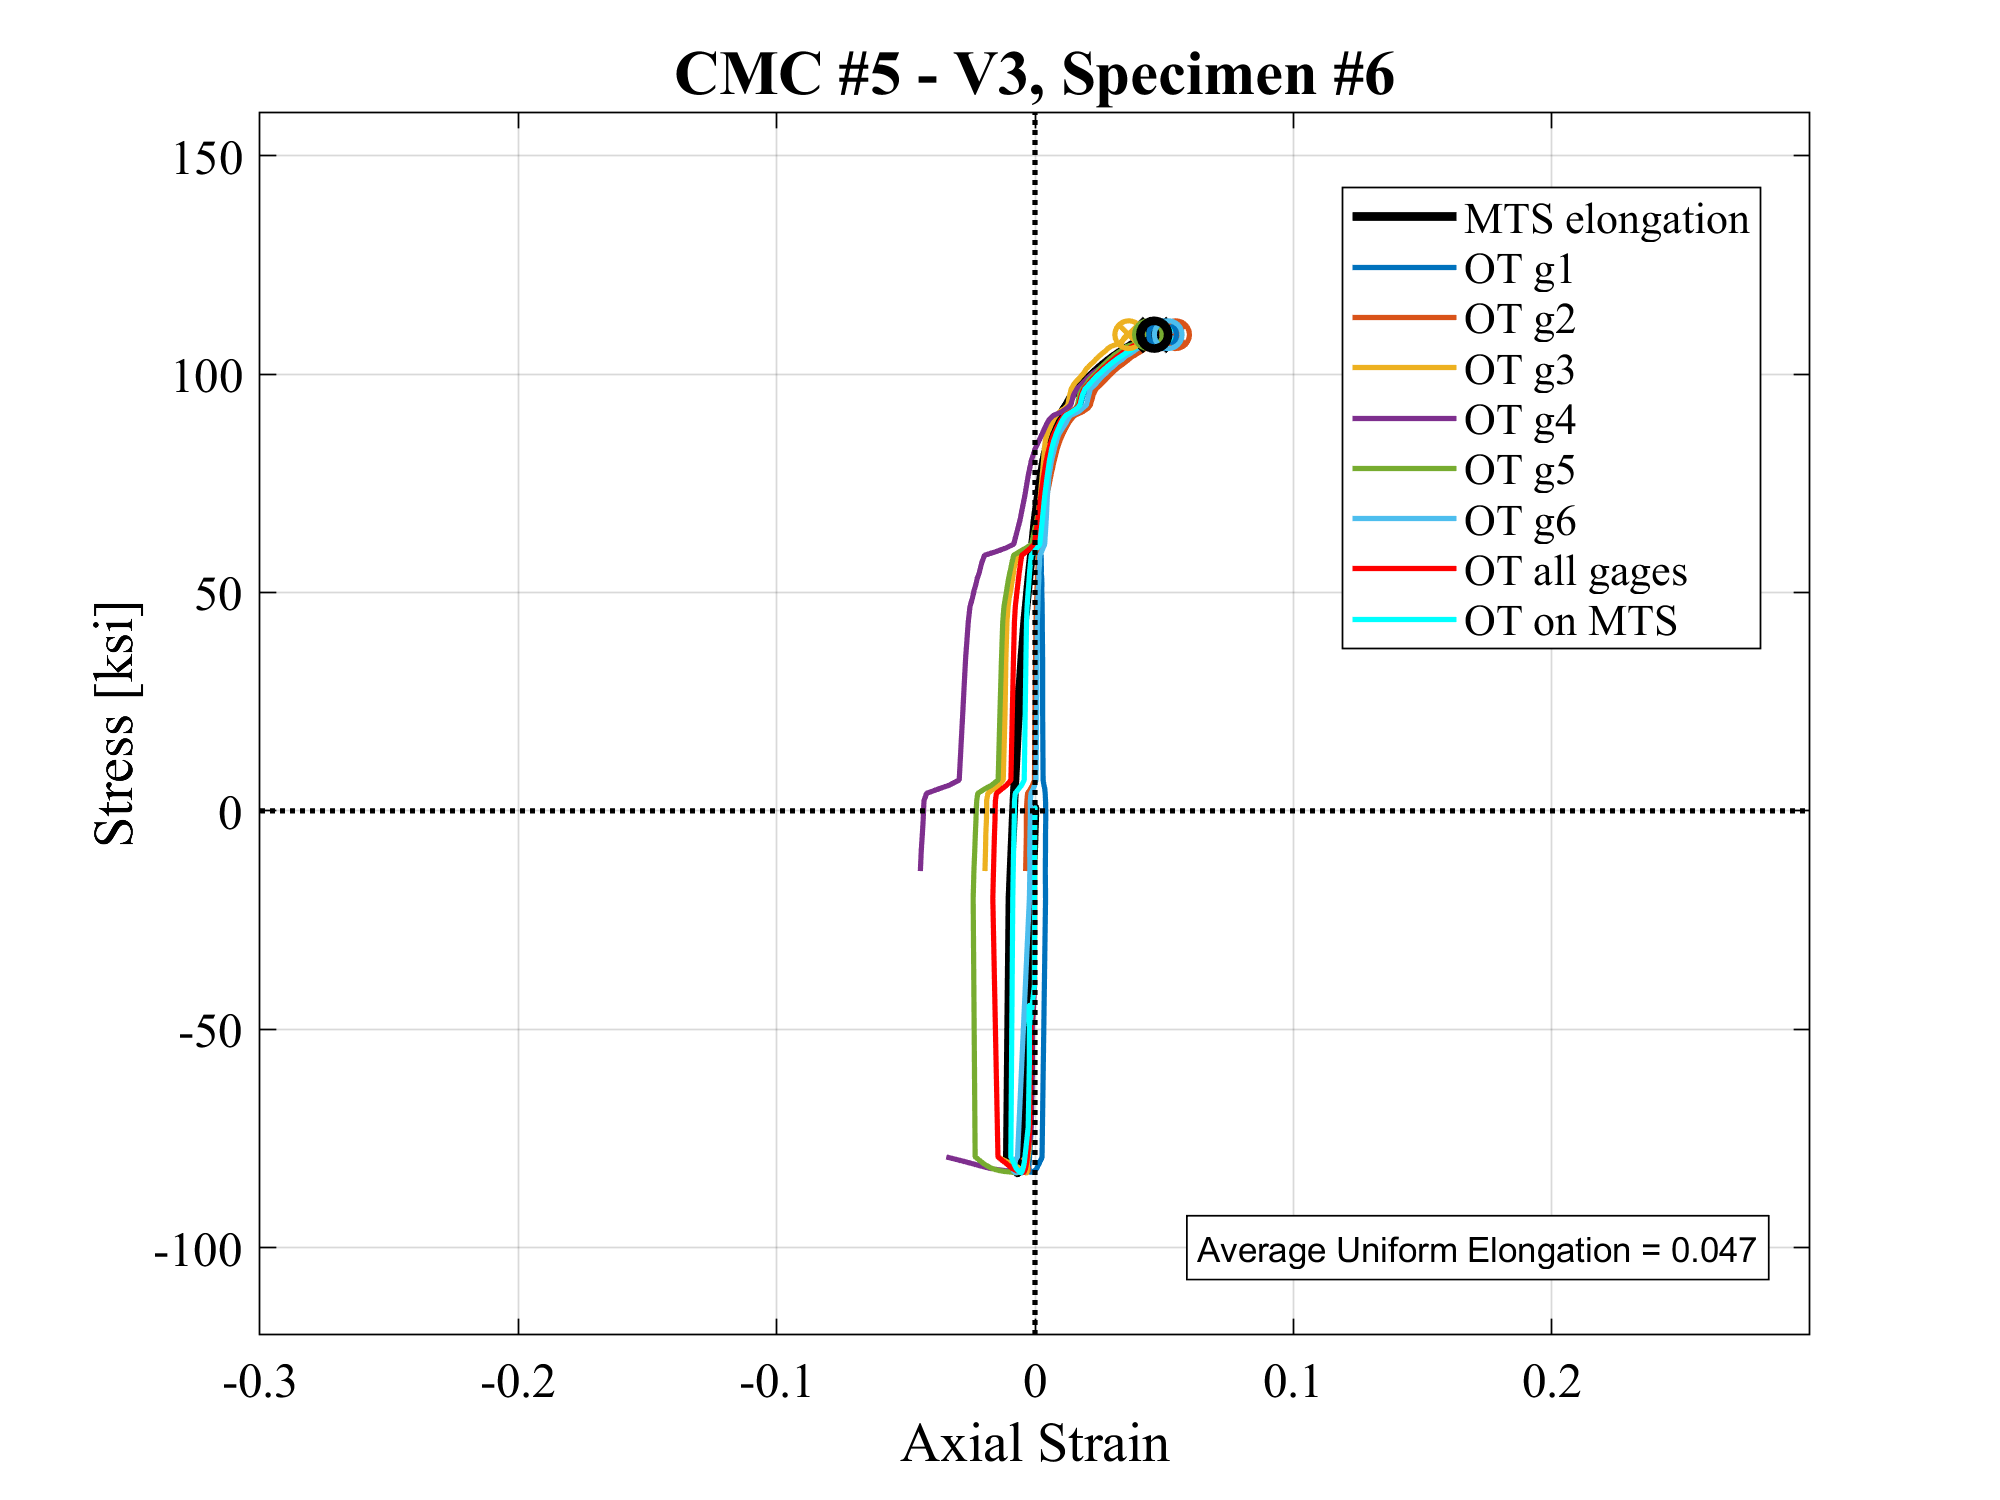 CMC #5 - V3, Specimen #6
150
100
50
0
-50
-100
Stress [ksi]
MTS elongation
OT g1
OT g2
OT g3
OT g4
OT g5
OT g6
OT all gages
OT on MTS
Average Uniform Elongation = 0.047
-0.3
-0.2
-0.1
0
0.1
0.2
Axial Strain